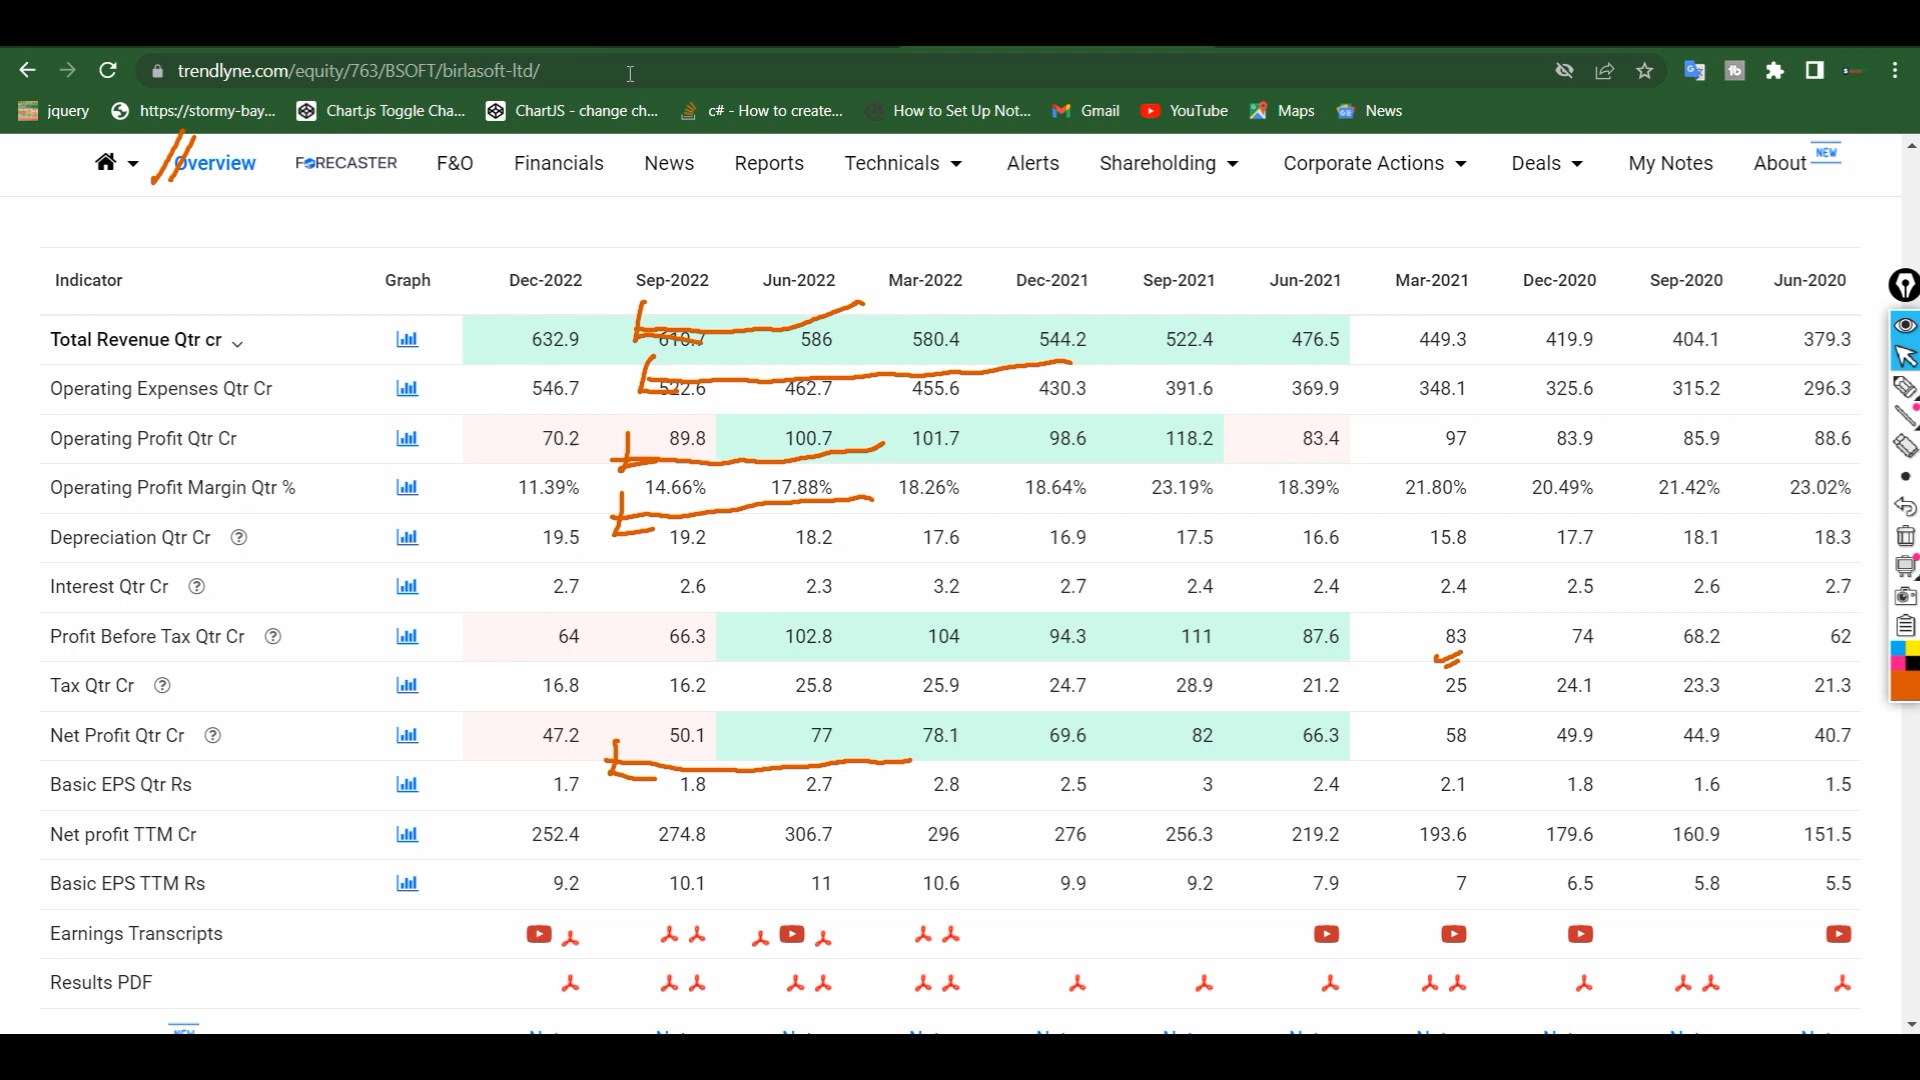 trendlyne.com/equity/763/BSOFT/birlasoft-ltd/
jquery https://stormy-bay... Chart.js Toggle Cha... ChartJS - change ch... c# - How to create... How to Set Up Not... Gmail YouTube Maps News
Overview FORECASTER F&O Financials News Reports Technicals Alerts Shareholding Corporate Actions Deals My Notes About NEW
Indicator Graph Dec-2022 Sep-2022 Jun-2022 Mar-2022 Dec-2021 Sep-2021 Jun-2021 Mar-2021 Dec-2020 Sep-2020 Jun-2020
Total Revenue Qtr cr 632.9 586 580.4 544.2 522.4 476.5 449.3 419.9 404.1 379.3
Operating Expenses Qtr Cr 546.7 522.6 462.7 455.6 430.3 391.6 369.9 348.1 325.6 315.2 296.3
Operating Profit Qtr Cr 70.2 89.8 100.7 101.7 98.6 118.2 83.4 97 83.9 85.9 88.6
Operating Profit Margin Qtr % 11.39% 14.66% 17.88% 18.26% 18.64% 23.19% 18.39% 21.80% 20.49% 21.42% 23.02%
Depreciation Qtr Cr 19.5 19.2 18.2 17.6 16.9 17.5 16.6 15.8 17.7 18.1 18.3
Interest Qtr Cr 2.7 2.6 2.3 3.2 2.7 2.4 2.4 2.4 2.5 2.6 2.7
Profit Before Tax Qtr Cr 64 66.3 102.8 104 94.3 111 87.6 83 74 68.2 62
Tax Qtr Cr 16.8 16.2 25.8 25.9 24.7 28.9 21.2 25 24.1 23.3 21.3
Net Profit Qtr Cr 47.2 50.1 77 78.1 69.6 82 66.3 58 49.9 44.9 40.7
Basic EPS Qtr Rs 1.7 1.8 2.7 2.8 2.5 3 2.4 2.1 1.8 1.6 1.5
Net profit TTM Cr 252.4 274.8 306.7 296 276 256.3 219.2 193.6 179.6 160.9 151.5
Basic EPS TTM Rs 9.2 10.1 11 10.6 9.9 9.2 7.9 7 6.5 5.8 5.5
Earnings Transcripts
Results PDF
NEW